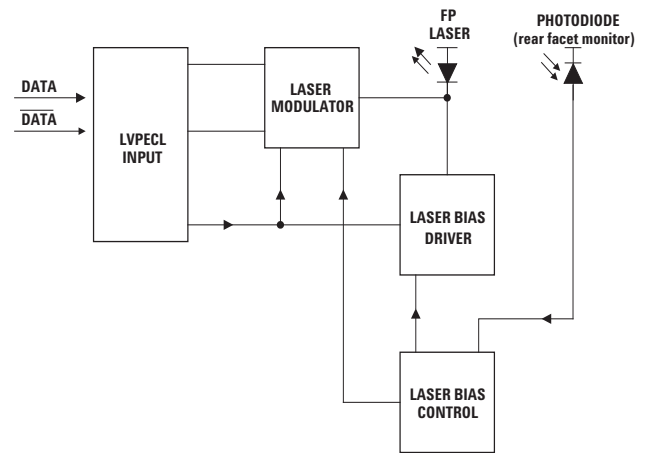 FP
LASER
PHOTODIODE
(rear facet monitor)
DATA
DATA
LVPECL
INPUT
LASER
MODULATOR
LASER BIAS
DRIVER
LASER BIAS
CONTROL